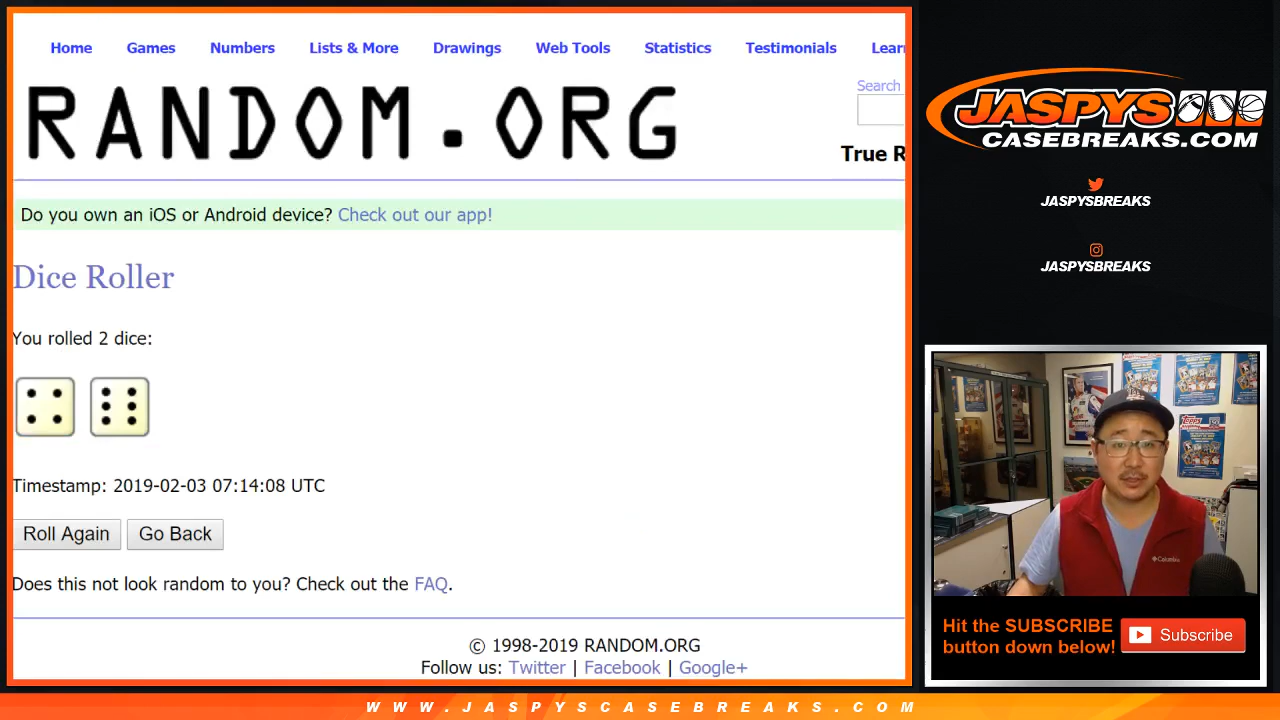 Home Games Numbers Lists & More Drawings Web Tools Statistics Testimonials Lear
RANDOM.ORG
Search
True R
Do you own an iOS or Android device? Check out our app!
Dice Roller
You rolled 2 dice:
Timestamp: 2019-02-03 07:14:08 UTC
Roll Again Go Back
Does this not look random to you? Check out the FAQ.
© 1998-2019 RANDOM.ORG
Follow us: Twitter | Facebook | Google+
JASPYS
CASEBREAKS.COM
JASPYSBREAKS
JASPYSBREAKS
Columbia
Topps
Hit the SUBSCRIBE
button down below!
Subscribe
WWW.JASPYSCASEBREAKS.COM